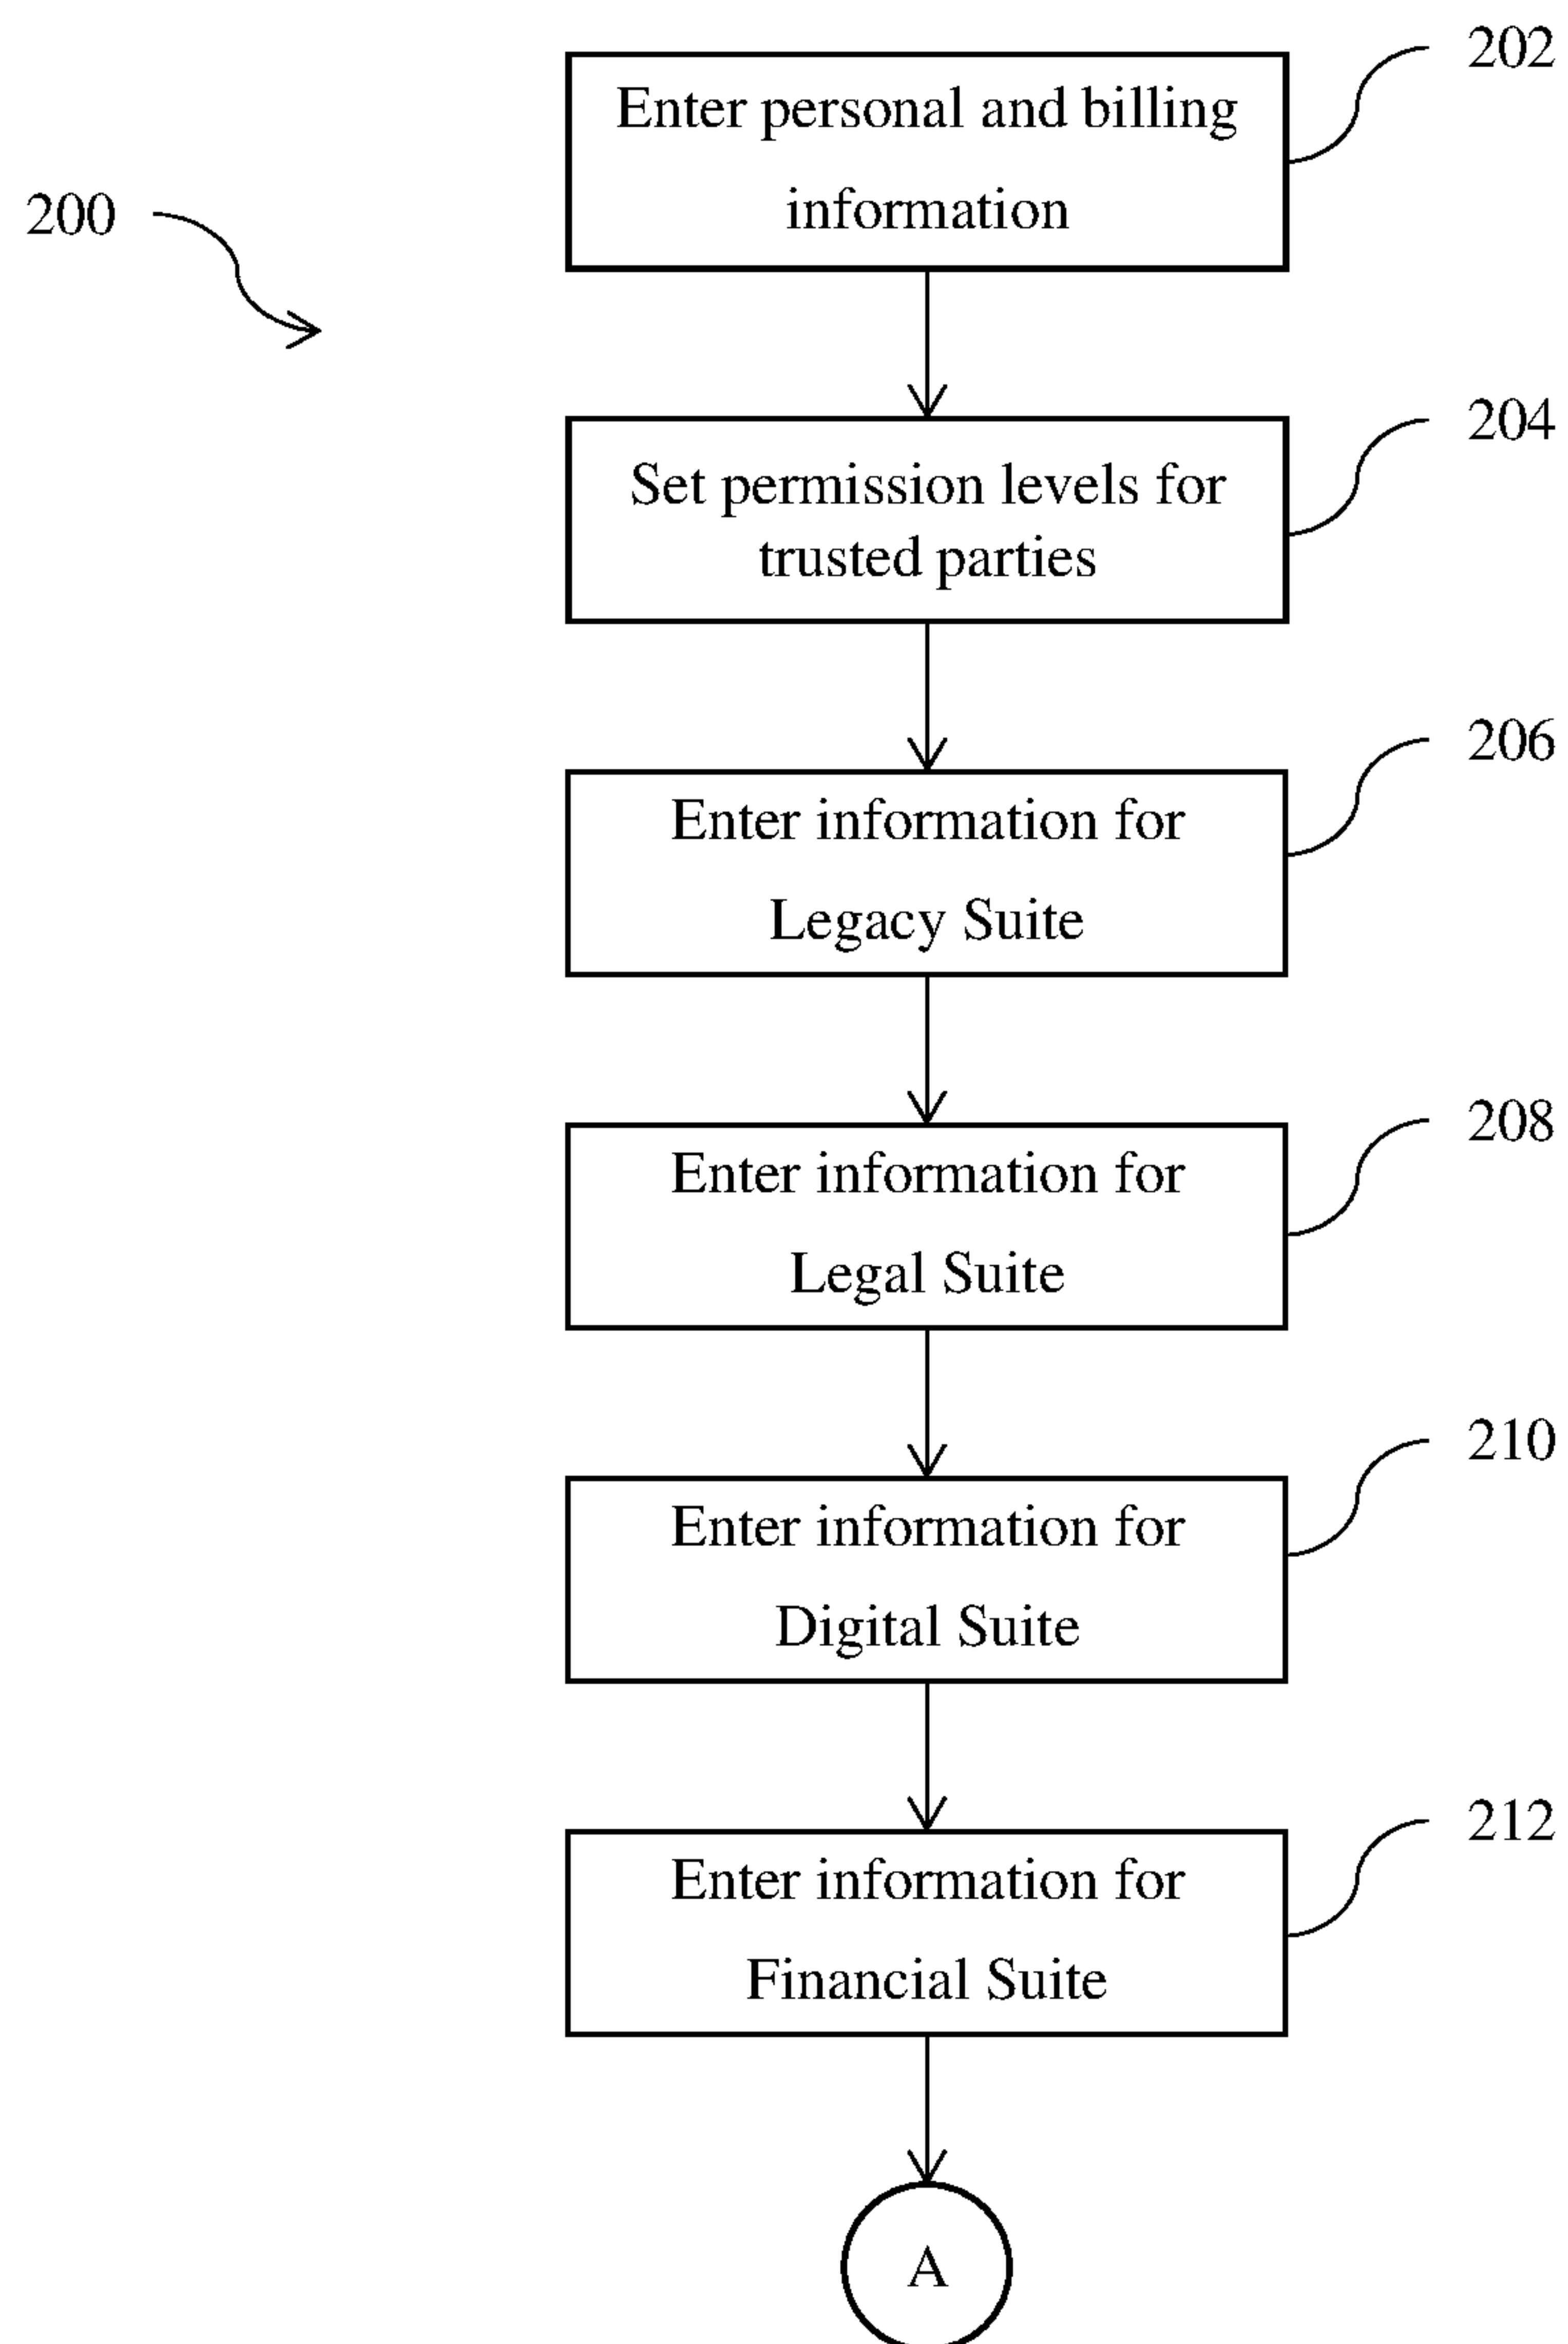 202
Enter personal and billing
information
200
204
Set permission levels for
trusted parties
206
Enter information for
Legacy Suite
208
Enter information for
Legal Suite
210
Enter information for
Digital Suite
212
Enter information for
Financial Suite
A